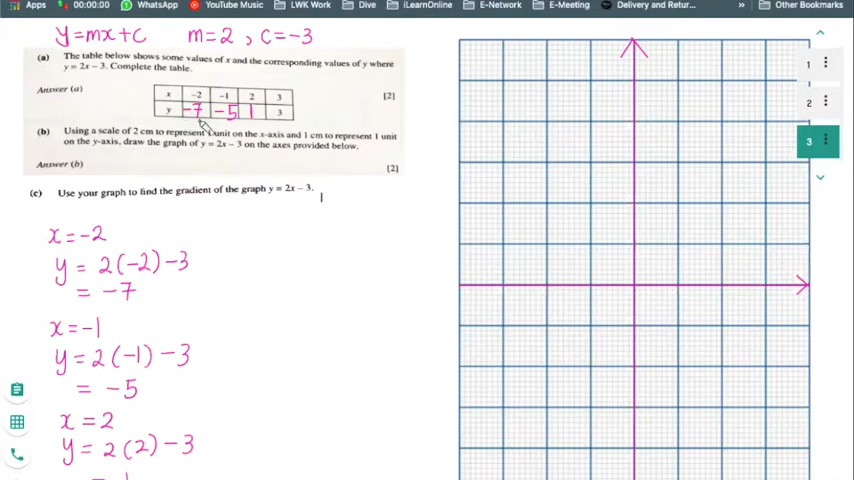 Apps 00:00:00 WhatsApp YouTube Music LWK Work Dive iLearnOnline E-Network E-Meeting Delivery and Retur... » Other Bookmarks
y=mx+c m=2 , c=-3
(a) The table below shows some values of x and the corresponding values of y where
y = 2x – 3. Complete the table.
Answer (a)
x -2 -1 2 3
y -7 -5 1 3
[2]
(b) Using a scale of 2 cm to represent 1 unit on the x-axis and 1 cm to represent 1 unit
on the y-axis, draw the graph of y = 2x – 3 on the axes provided below.
Answer (b) [2]
(c) Use your graph to find the gradient of the graph y = 2x – 3.
x=-2
y = 2(-2)-3
= -7
x=-1
y=2(-1)-3
= -5
x=2
y= 2(2)-3
1
2
3